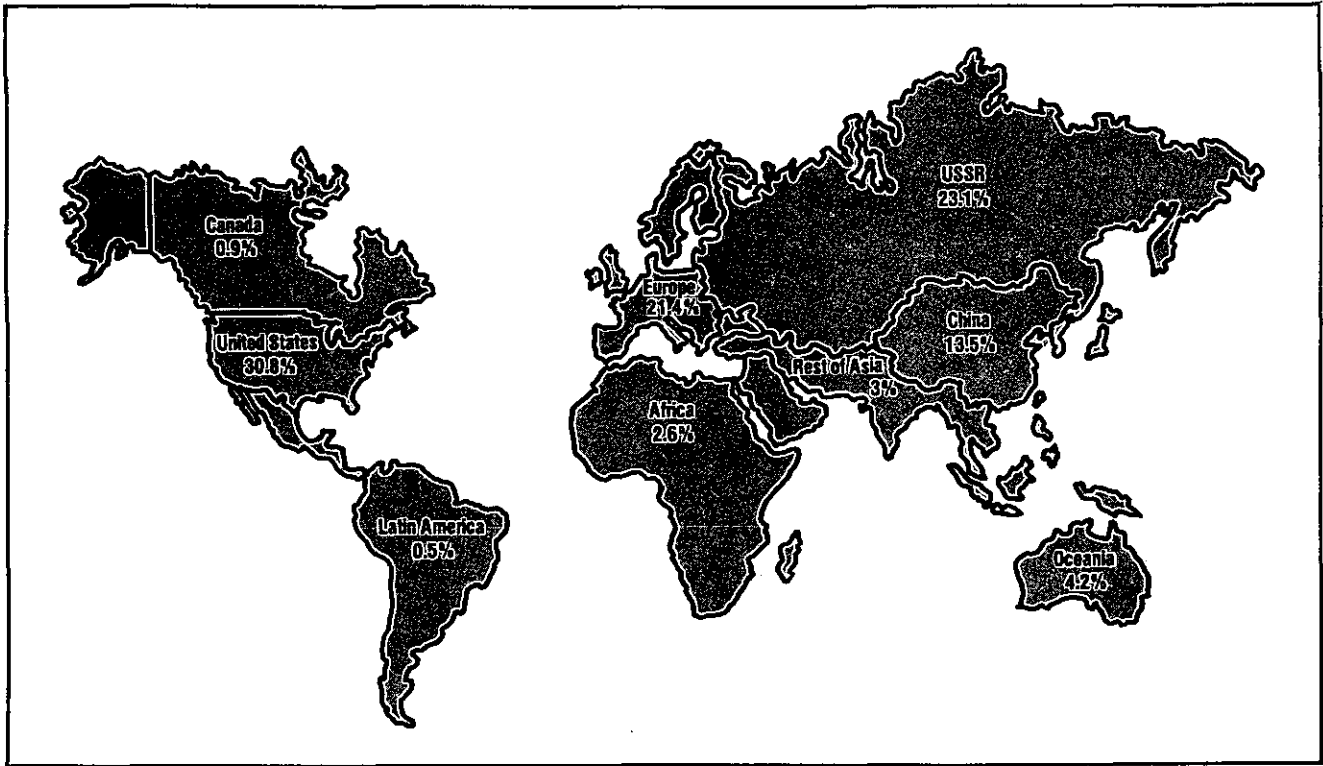 USSR
23.1%
Canada
0.9%
Europe
21.4%
China
13.5%
United States
30.8%
Rest of Asia
3%
Africa
2.6%
Latin America
0.5%
Oceania
4.2%